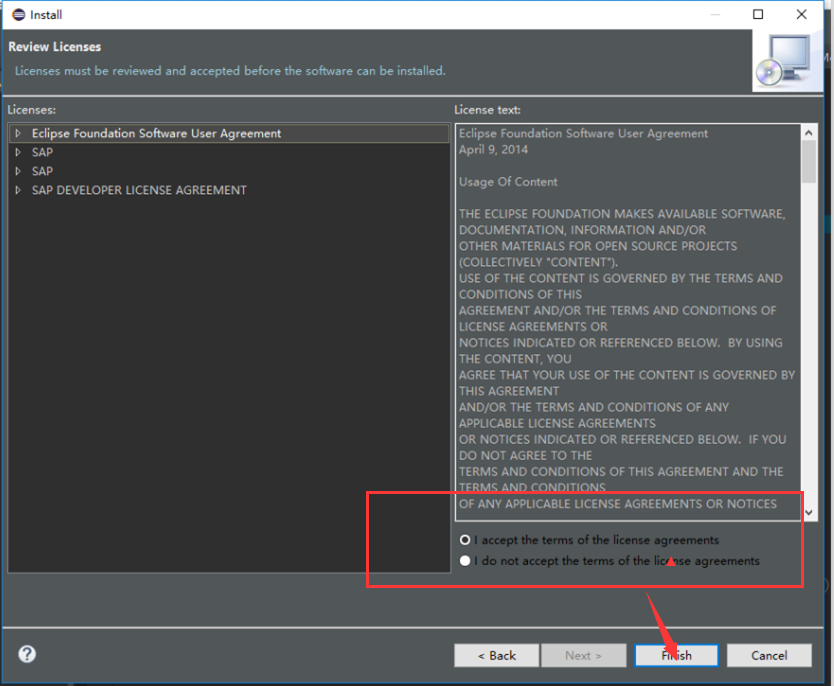 Install
Review Licenses
Licenses must be reviewed and accepted before the software can be installed.
Licenses:
Eclipse Foundation Software User Agreement
SAP
SAP
SAP DEVELOPER LICENSE AGREEMENT
License text:
Eclipse Foundation Software User Agreement
April 9, 2014
Usage Of Content
THE ECLIPSE FOUNDATION MAKES AVAILABLE SOFTWARE,
DOCUMENTATION, INFORMATION AND/OR
OTHER MATERIALS FOR OPEN SOURCE PROJECTS
(COLLECTIVELY "CONTENT").
USE OF THE CONTENT IS GOVERNED BY THE TERMS AND
CONDITIONS OF THIS
AGREEMENT AND/OR THE TERMS AND CONDITIONS OF
LICENSE AGREEMENTS OR
NOTICES INDICATED OR REFERENCED BELOW.  BY USING
THE CONTENT, YOU
AGREE THAT YOUR USE OF THE CONTENT IS GOVERNED BY
THIS AGREEMENT
AND/OR THE TERMS AND CONDITIONS OF ANY
APPLICABLE LICENSE AGREEMENTS
OR NOTICES INDICATED OR REFERENCED BELOW.  IF YOU
DO NOT AGREE TO THE
TERMS AND CONDITIONS OF THIS AGREEMENT AND THE
TERMS AND CONDITIONS
OF ANY APPLICABLE LICENSE AGREEMENTS OR NOTICES
I accept the terms of the license agreements
I do not accept the terms of the license agreements
< Back
Next >
Finish
Cancel